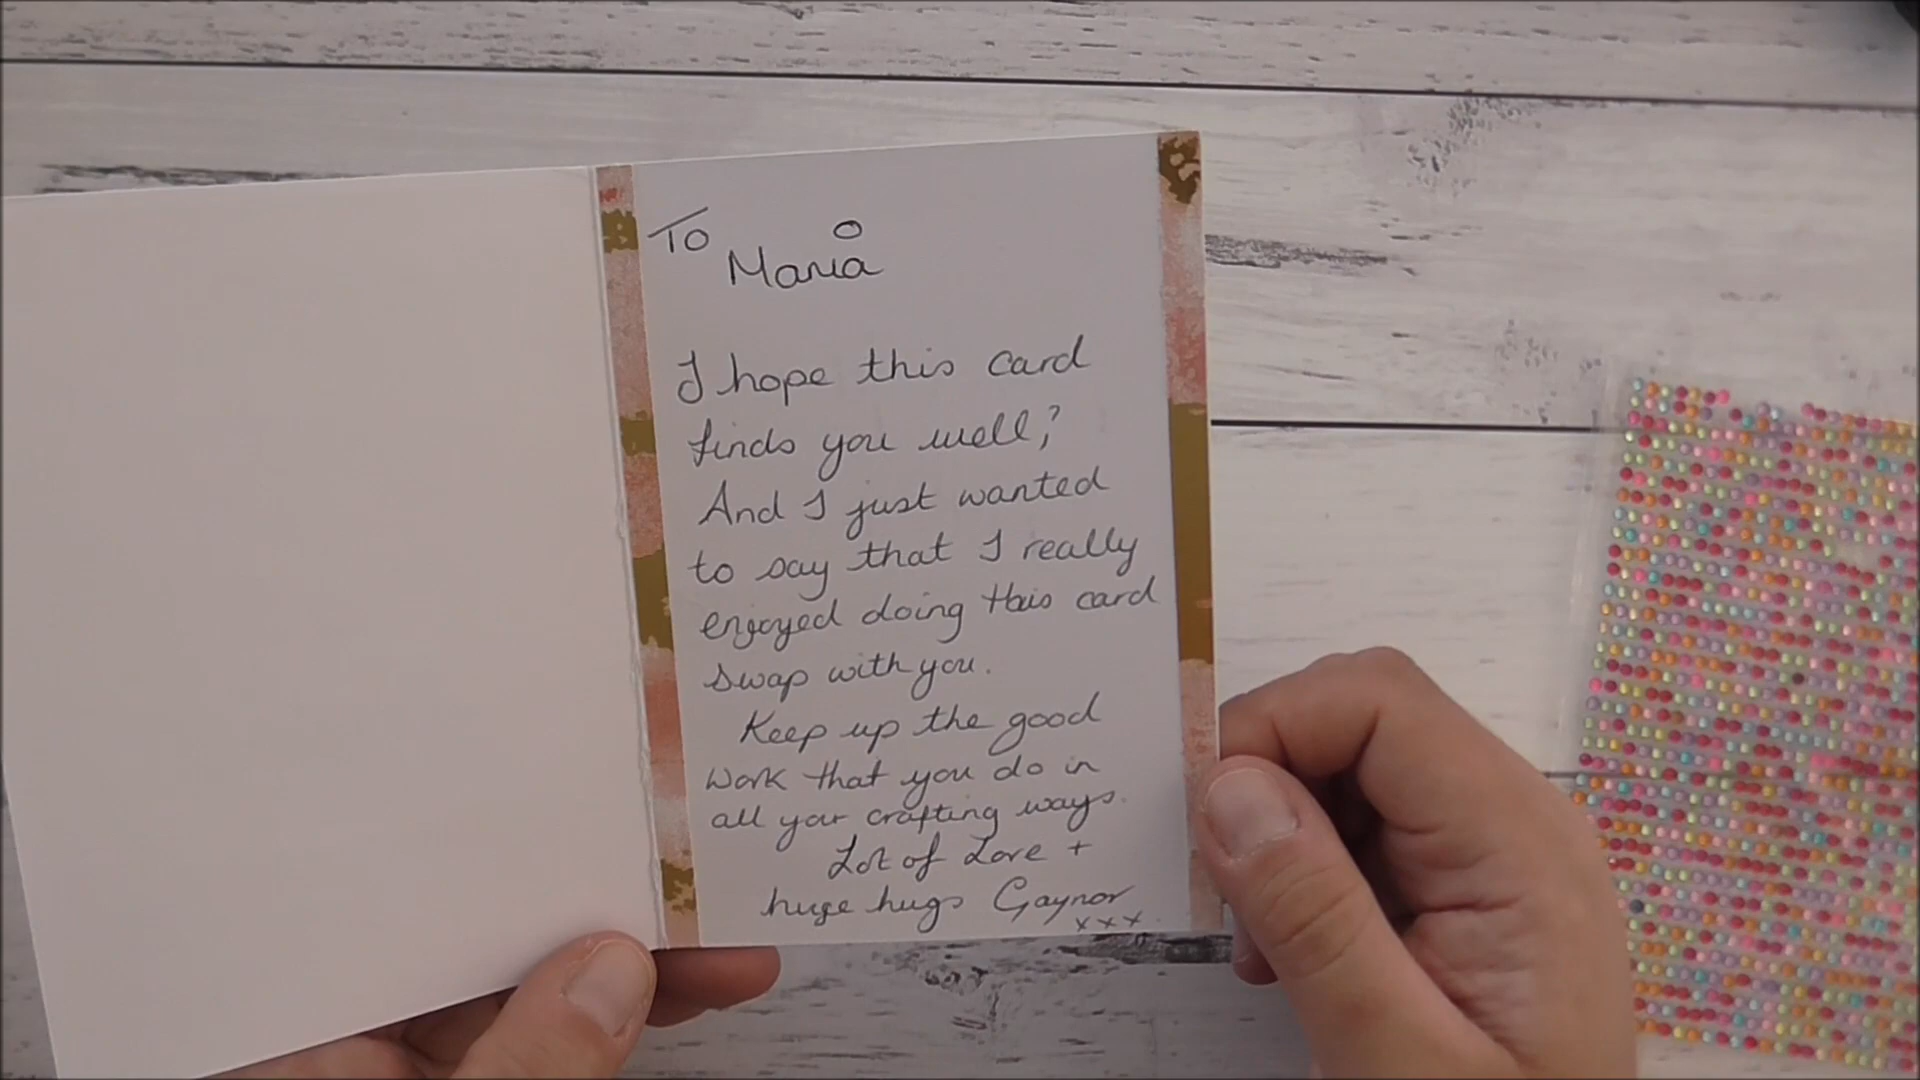 To
Maria
I hope this card
finds you well,?
And I just wanted
to say that I really
enjoyed doing this card
swap with you.
Keep up the good
work that you do in
all your crafting ways.
Lot of Love +
huge hugs Gaynor
xxx